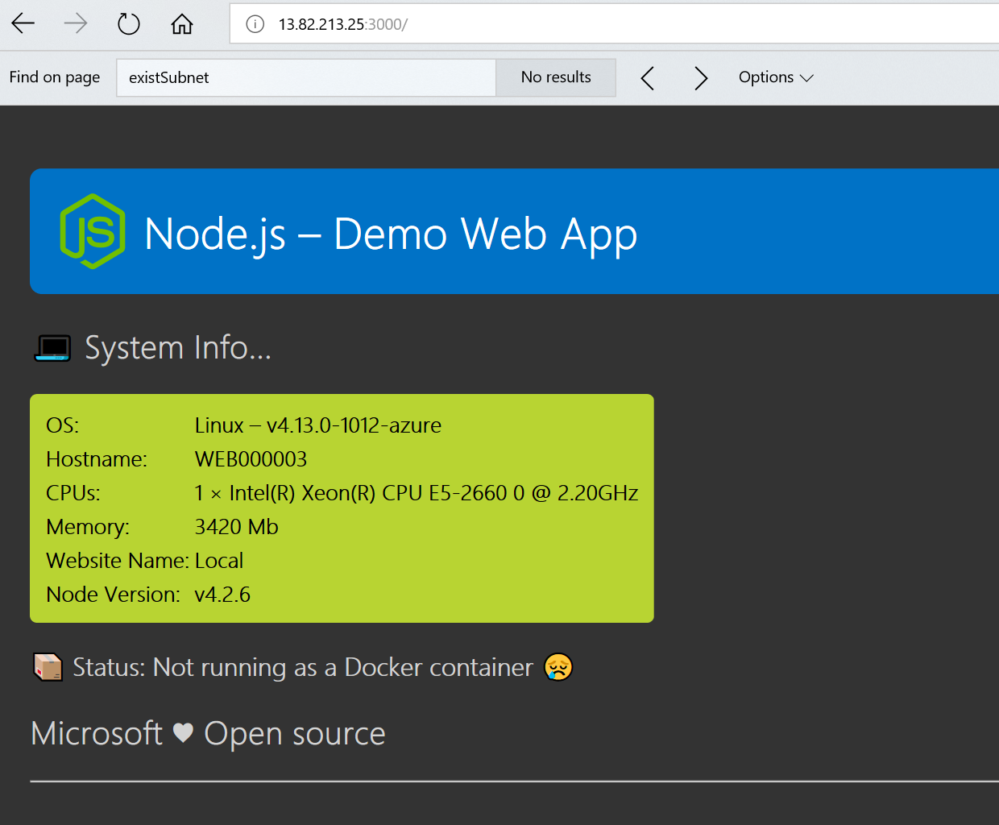 13.82.213.25:3000/
Find on page existSubnet No results Options
JS Node.js – Demo Web App
System Info...
OS: Linux – v4.13.0-1012-azure
Hostname: WEB000003
CPUs: 1 × Intel(R) Xeon(R) CPU E5-2660 0 @ 2.20GHz
Memory: 3420 Mb
Website Name: Local
Node Version: v4.2.6
Status: Not running as a Docker container
Microsoft ♥ Open source